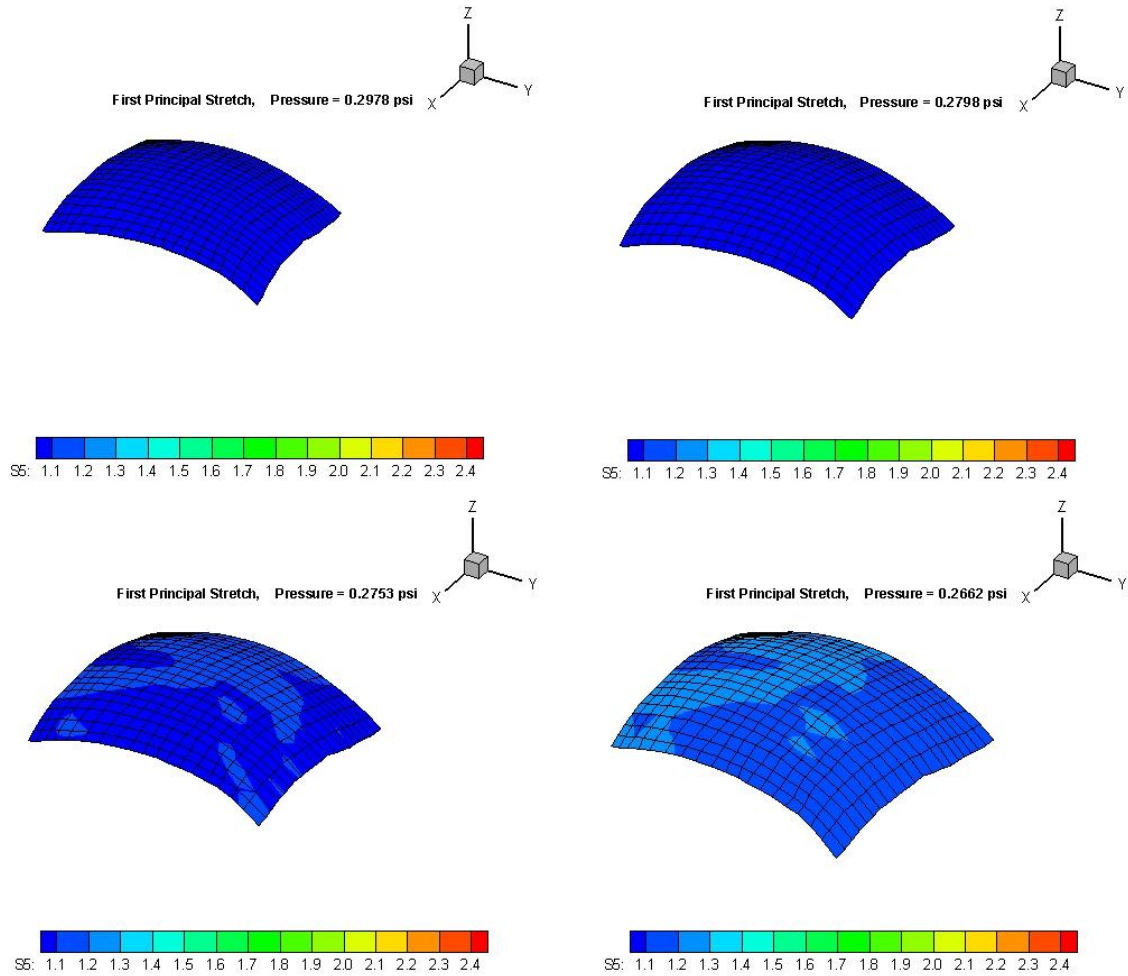 Z
X
Y
First Principal Stretch, Pressure = 0.2978 psi
S5: 1.1 1.2 1.3 1.4 1.5 1.6 1.7 1.8 1.9 2.0 2.1 2.2 2.3 2.4
Z
X
Y
First Principal Stretch, Pressure = 0.2798 psi
S5: 1.1 1.2 1.3 1.4 1.5 1.6 1.7 1.8 1.9 2.0 2.1 2.2 2.3 2.4
Z
X
Y
First Principal Stretch, Pressure = 0.2753 psi
S5: 1.1 1.2 1.3 1.4 1.5 1.6 1.7 1.8 1.9 2.0 2.1 2.2 2.3 2.4
Z
X
Y
First Principal Stretch, Pressure = 0.2662 psi
S5: 1.1 1.2 1.3 1.4 1.5 1.6 1.7 1.8 1.9 2.0 2.1 2.2 2.3 2.4